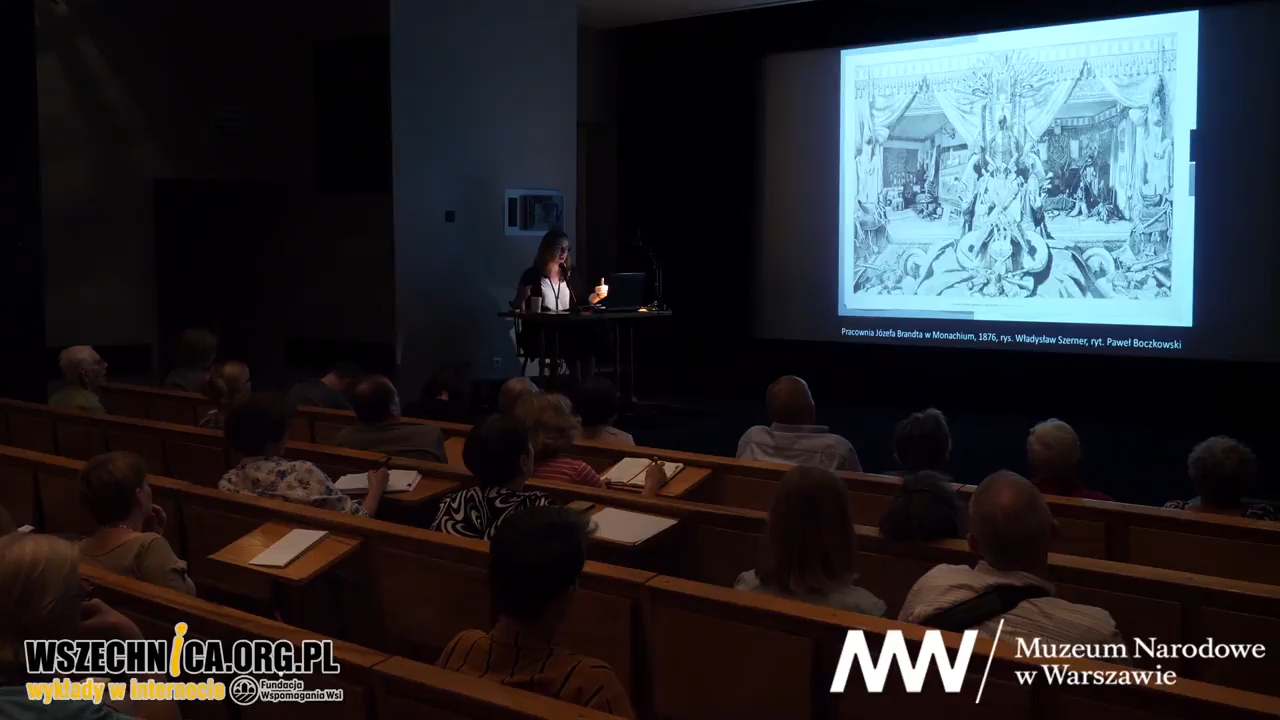 Pracownia Józefa Brandta w Monachium, 1876, rys. Władysław Szerner, ryt. Paweł Boczkowski
WSZECHNICA.ORG.PL
wykłady w internecie
Fundacja
Wspomagania Wsi
Muzeum Narodowe
w Warszawie